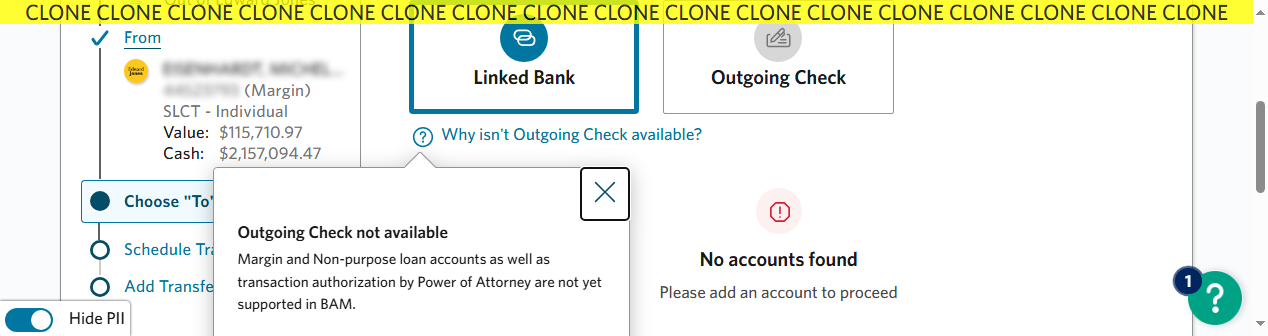 CLONE CLONE CLONE CLONE CLONE CLONE CLONE CLONE CLONE CLONE CLONE CLONE CLONE CLONE CLONE CLONE CLONE
From
Edward Jones
(Margin)
SLCT - Individual
Value: $115,710.97
Cash: $2,157,094.47
Choose "To"
Schedule Tra
Add Transfe
Hide PII
Linked Bank
Outgoing Check
Why isn't Outgoing Check available?
Outgoing Check not available
Margin and Non-purpose loan accounts as well as
transaction authorization by Power of Attorney are not yet
supported in BAM.
No accounts found
Please add an account to proceed
1
?